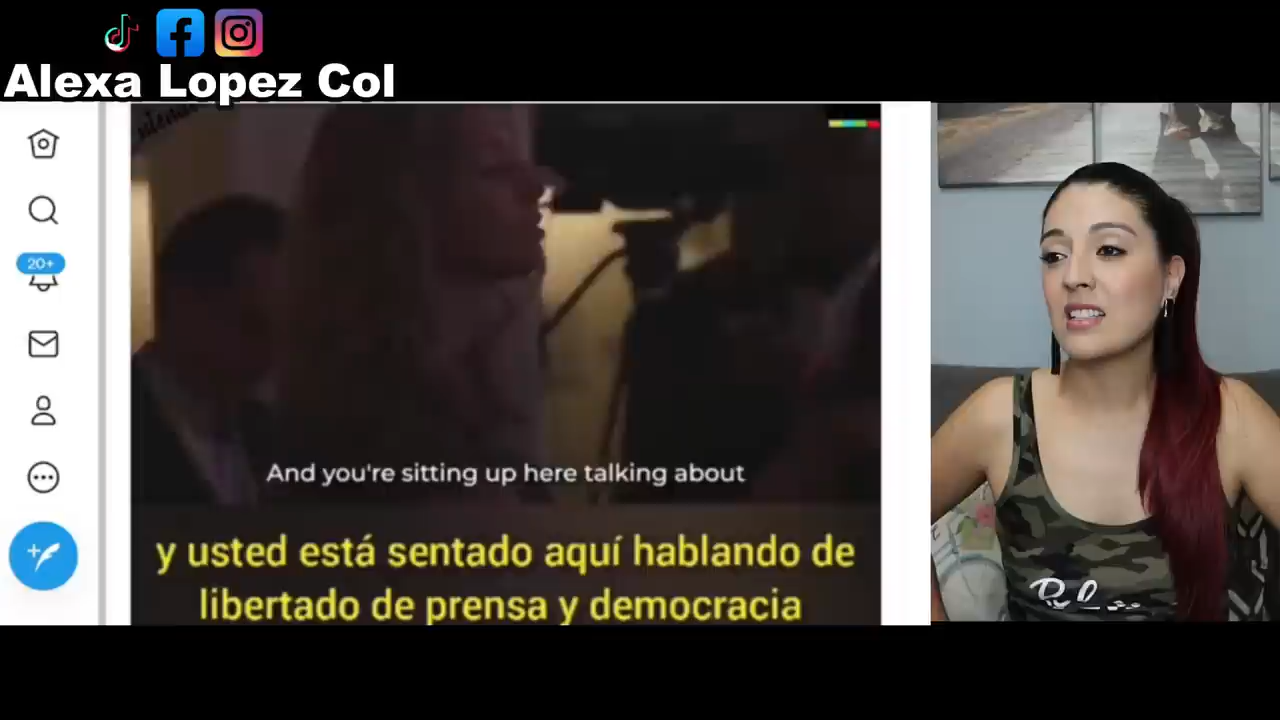 Alexa Lopez Col
20+
And you're sitting up here talking about
y usted está sentado aquí hablando de
libertado de prensa y democracia